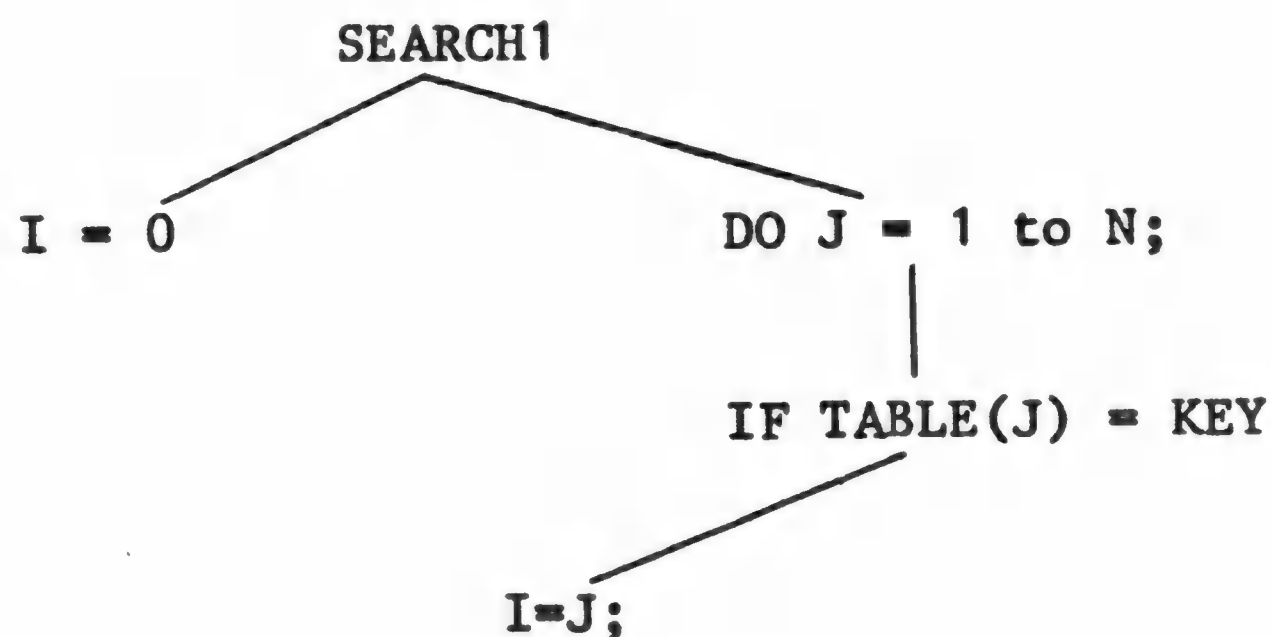 SEARCH1
I = 0
DO J = 1 to N;
IF TABLE(J) = KEY
I=J;